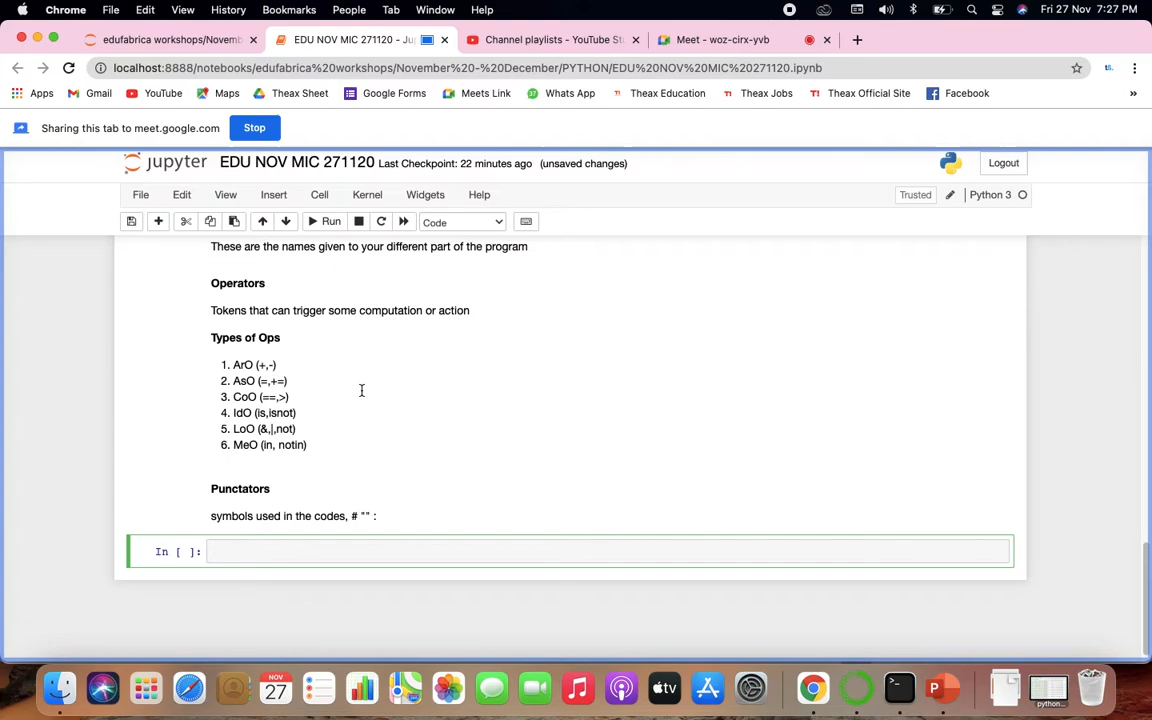 Chrome File Edit View History Bookmarks People Tab Window Help Fri 27 Nov 7:27 PM
edufabrica workshops/Novemb EDU NOV MIC 271120 - Ju Channel playlists - YouTube St Meet - woz-cirx-yvb
localhost:8888/notebooks/edufabrica%20workshops/November%20-%20December/PYTHON/EDU%20NOV%20MIC%20271120.ipynb
Apps Gmail YouTube Maps Theax Sheet Google Forms Meets Link Whats App Theax Education Theax Jobs Theax Official Site Facebook »
Sharing this tab to meet.google.com Stop
jupyter EDU NOV MIC 271120 Last Checkpoint: 22 minutes ago (unsaved changes) Logout
File Edit View Insert Cell Kernel Widgets Help Trusted Python 3
Run Code
These are the names given to your different part of the program
Operators
Tokens that can trigger some computation or action
Types of Ops
1. ArO (+,-)
2. AsO (=,+=)
3. CoO (==,>)
4. IdO (is,isnot)
5. LoO (&,|,not)
6. MeO (in, notin)
Punctators
symbols used in the codes, # "" :
In [ ]:
NOV
27
tv
python...